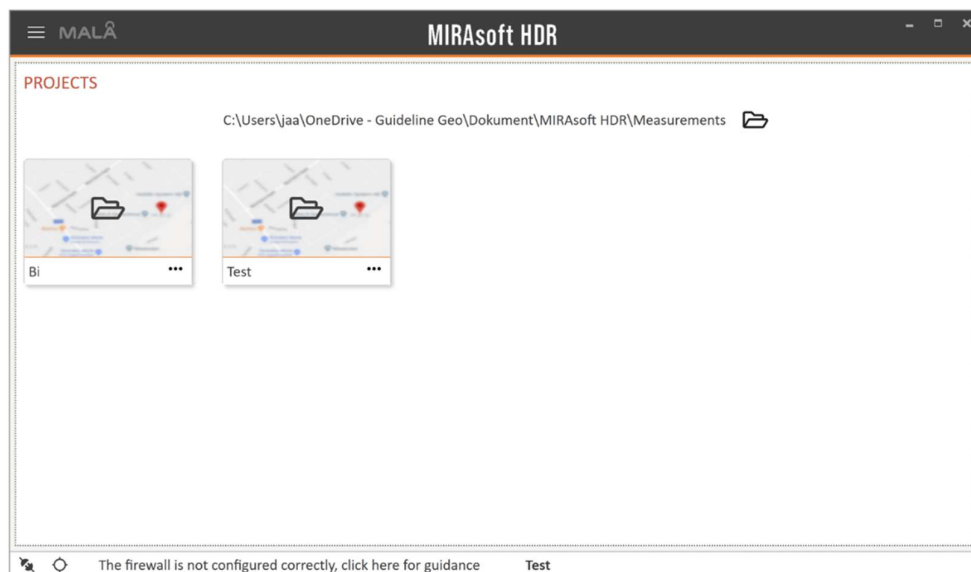 MALÅ
MIRAsoft HDR
PROJECTS
C:\Users\jaa\OneDrive - Guideline Geo\Dokument\MIRAsoft HDR\Measurements
Bi ...
Test ...
The firewall is not configured correctly, click here for guidance Test